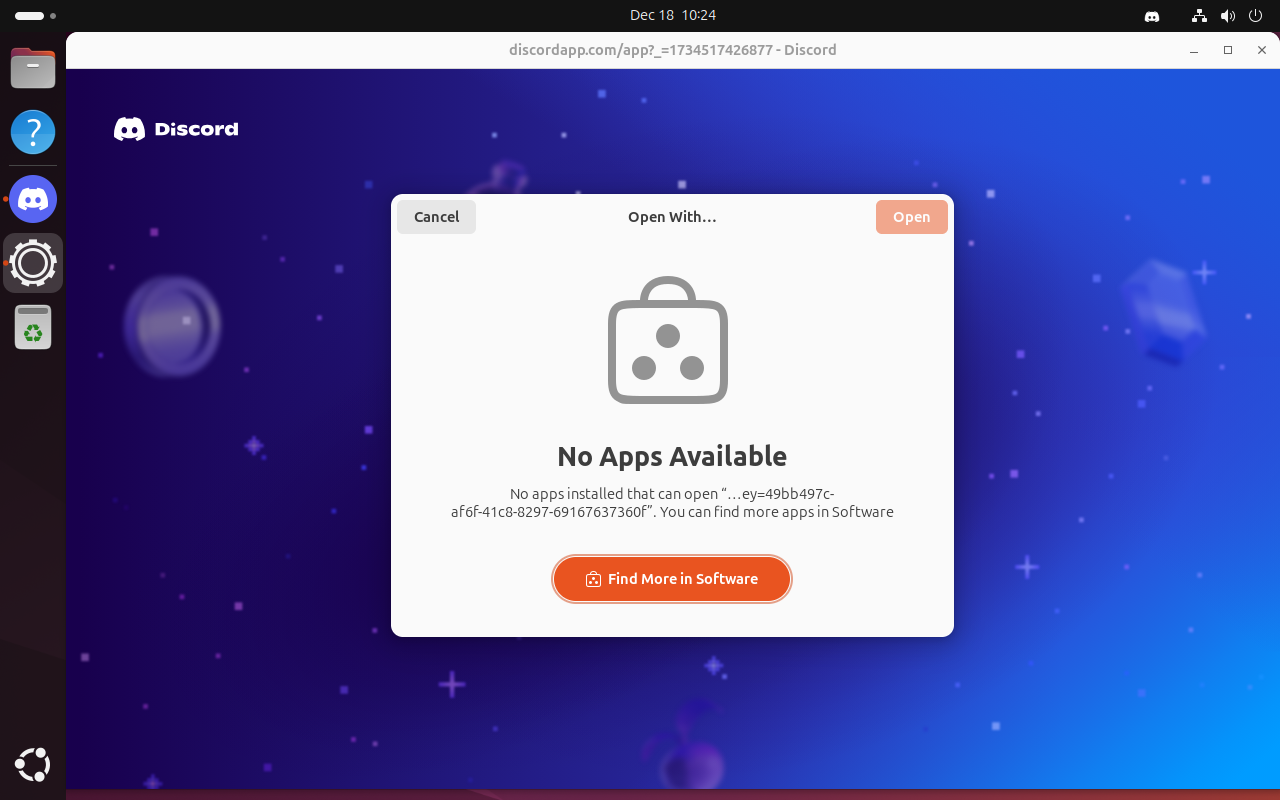 Dec 18 10:24
discordapp.com/app?_=1734517426877 - Discord
Discord
Cancel
Open With…
Open
No Apps Available
No apps installed that can open “…ey=49bb497c-
af6f-41c8-8297-69167637360f”. You can find more apps in Software
Find More in Software